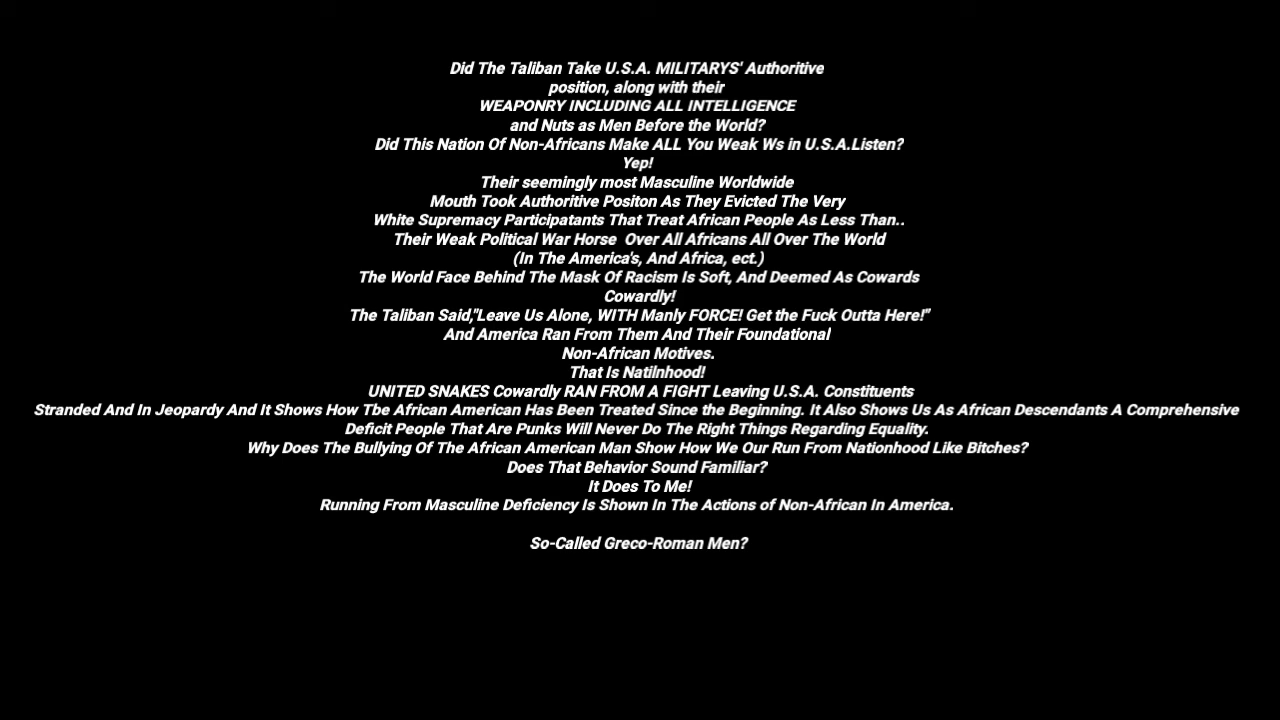 Did The Taliban Take U.S.A. MILITARYS' Authoritive
position, along with their
WEAPONRY INCLUDING ALL INTELLIGENCE
and Nuts as Men Before the World?
Did This Nation Of Non-Africans Make ALL You Weak Ws in U.S.A.Listen?
Yep!
Their seemingly most Masculine Worldwide
Mouth Took Authoritive Positon As They Evicted The Very
White Supremacy Participatants That Treat African People As Less Than..
Their Weak Political War Horse  Over All Africans All Over The World
(In The America's, And Africa, ect.)
The World Face Behind The Mask Of Racism Is Soft, And Deemed As Cowards
Cowardly!
The Taliban Said,"Leave Us Alone, WITH Manly FORCE! Get the Fuck Outta Here!"
And America Ran From Them And Their Foundational
Non-African Motives.
That Is Natilnhood!
UNITED SNAKES Cowardly RAN FROM A FIGHT Leaving U.S.A. Constituents
Stranded And In Jeopardy And It Shows How Tbe African American Has Been Treated Since the Beginning. It Also Shows Us As African Descendants A Comprehensive
Deficit People That Are Punks Will Never Do The Right Things Regarding Equality.
Why Does The Bullying Of The African American Man Show How We Our Run From Nationhood Like Bitches?
Does That Behavior Sound Familiar?
It Does To Me!
Running From Masculine Deficiency Is Shown In The Actions of Non-African In America.
So-Called Greco-Roman Men?